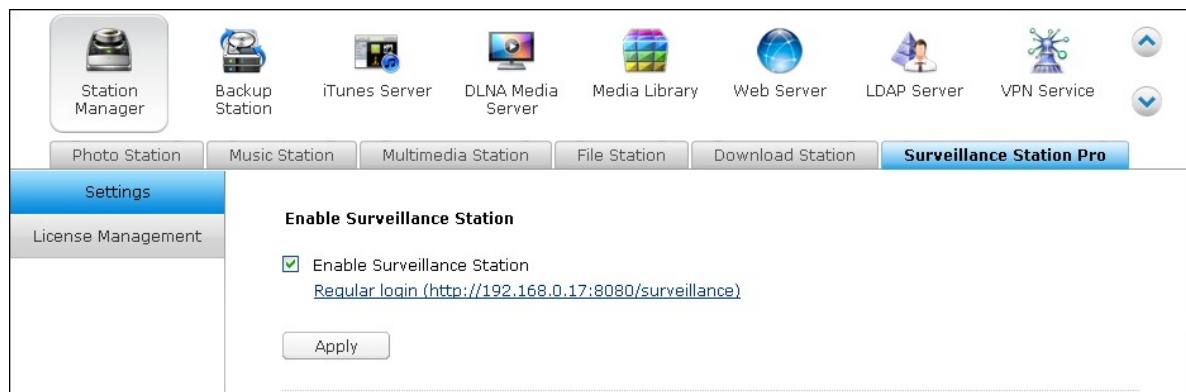 Station Manager
Backup Station
iTunes Server
DLNA Media Server
Media Library
Web Server
LDAP Server
VPN Service
Photo Station
Music Station
Multimedia Station
File Station
Download Station
Surveillance Station Pro
Settings
License Management
Enable Surveillance Station
Enable Surveillance Station
Regular login (http://192.168.0.17:8080/surveillance)
Apply